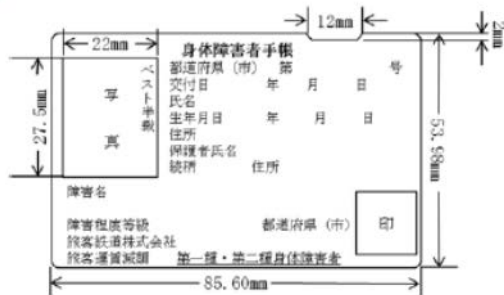 12mm
2mm
22mm
身体障害者手帳
都道府県（市） 第 号
交付日 年 月 日
氏名
生年月日 年 月 日
住所
保護者氏名
続柄 住所
ベスト半裁
写
真
27.5mm
53.98mm
障害名
障害程度等級
都道府県（市）
印
旅客鉄道株式会社
旅客運賃減額 第一種・第二種身体障害者
85.60mm